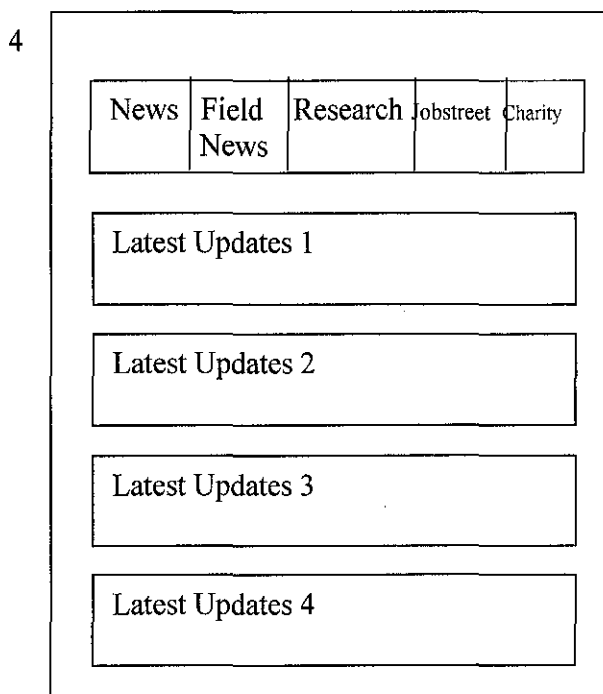 4
News Field News Research Jobstreet Charity
Latest Updates 1
Latest Updates 2
Latest Updates 3
Latest Updates 4